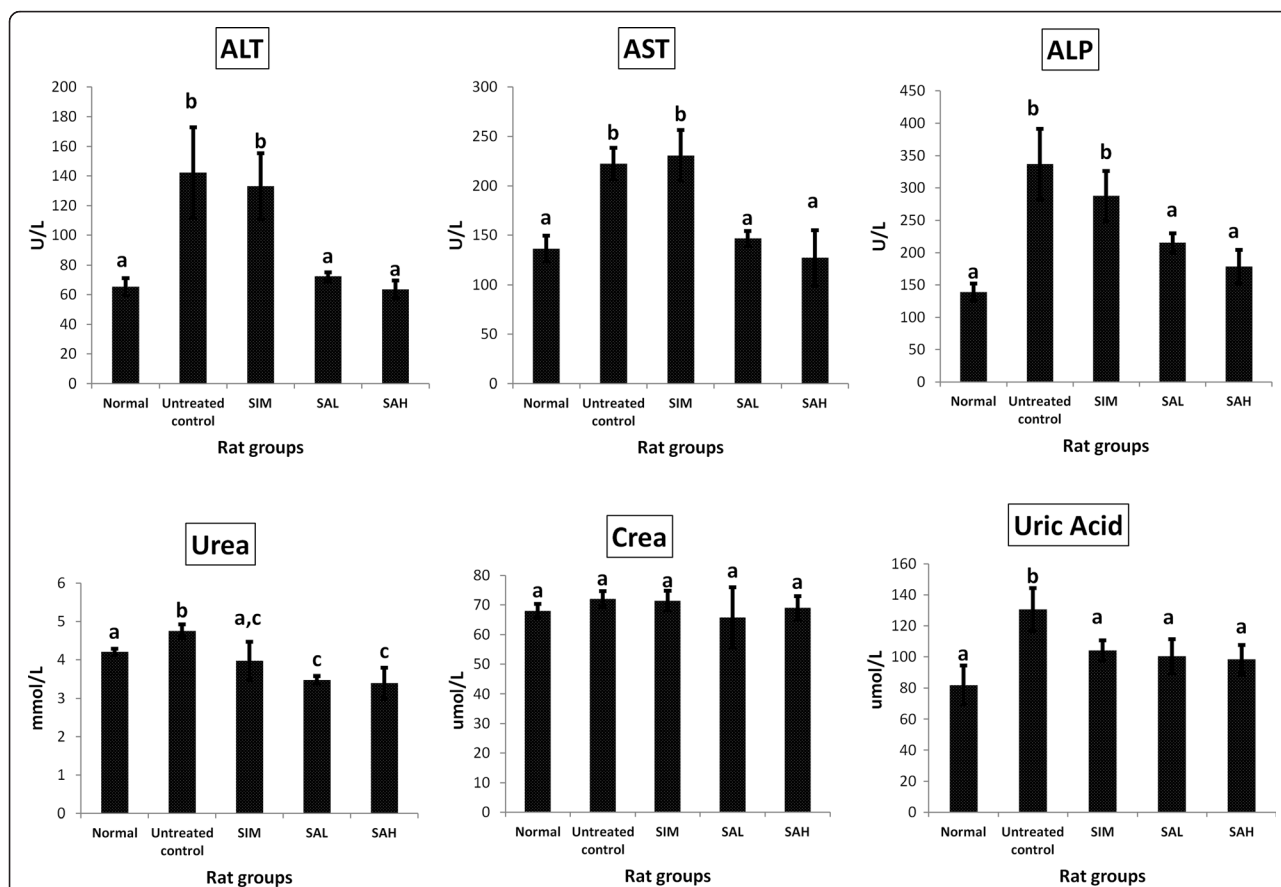 ALT
200
180
160
140
120
100
80
60
40
20
0
U/L
a
b
b
a
a
Normal Untreated control SIM SAL SAH
Rat groups
AST
300
250
200
150
100
50
0
U/L
a
b
b
a
a
Normal Untreated control SIM SAL SAH
Rat groups
ALP
450
400
350
300
250
200
150
100
50
0
U/L
a
b
b
a
a
Normal Untreated control SIM SAL SAH
Rat groups
Urea
6
5
4
3
2
1
0
mmol/L
a
b
a,c
c
c
Normal Untreated control SIM SAL SAH
Rat groups
Crea
80
70
60
50
40
30
20
10
0
umol/L
a
a
a
a
a
Normal Untreated control SIM SAL SAH
Rat groups
Uric Acid
160
140
120
100
80
60
40
20
0
umol/L
a
b
a
a
a
Normal Untreated control SIM SAL SAH
Rat groups